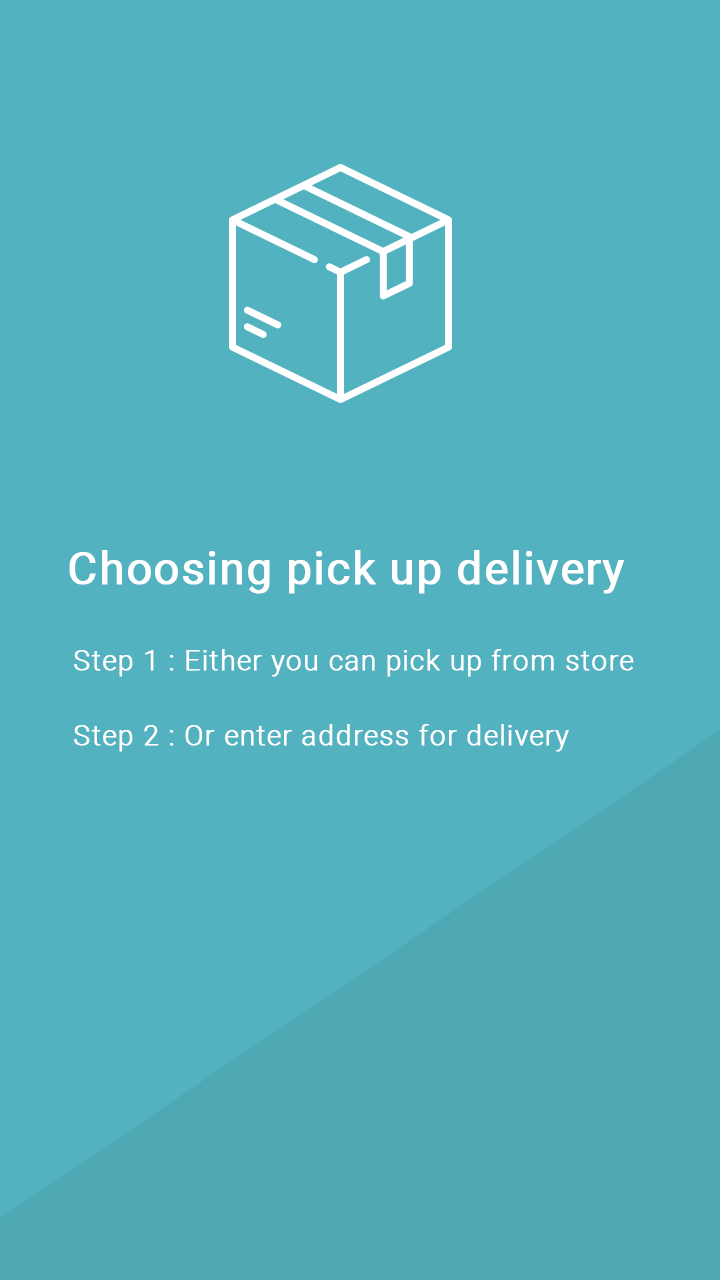 Choosing pick up delivery
Step 1 : Either you can pick up from store
Step 2 : Or enter address for delivery